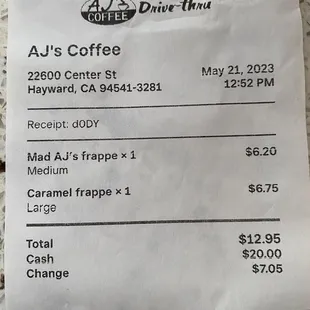 AJ'S
COFFEE
Drive-thru
AJ's Coffee
22600 Center St
Hayward, CA 94541-3281
May 21, 2023
12:52 PM
Receipt: dODY
Mad AJ's frappe × 1 $6.20
Medium
Caramel frappe × 1 $6.75
Large
Total $12.95
Cash $20.00
Change $7.05